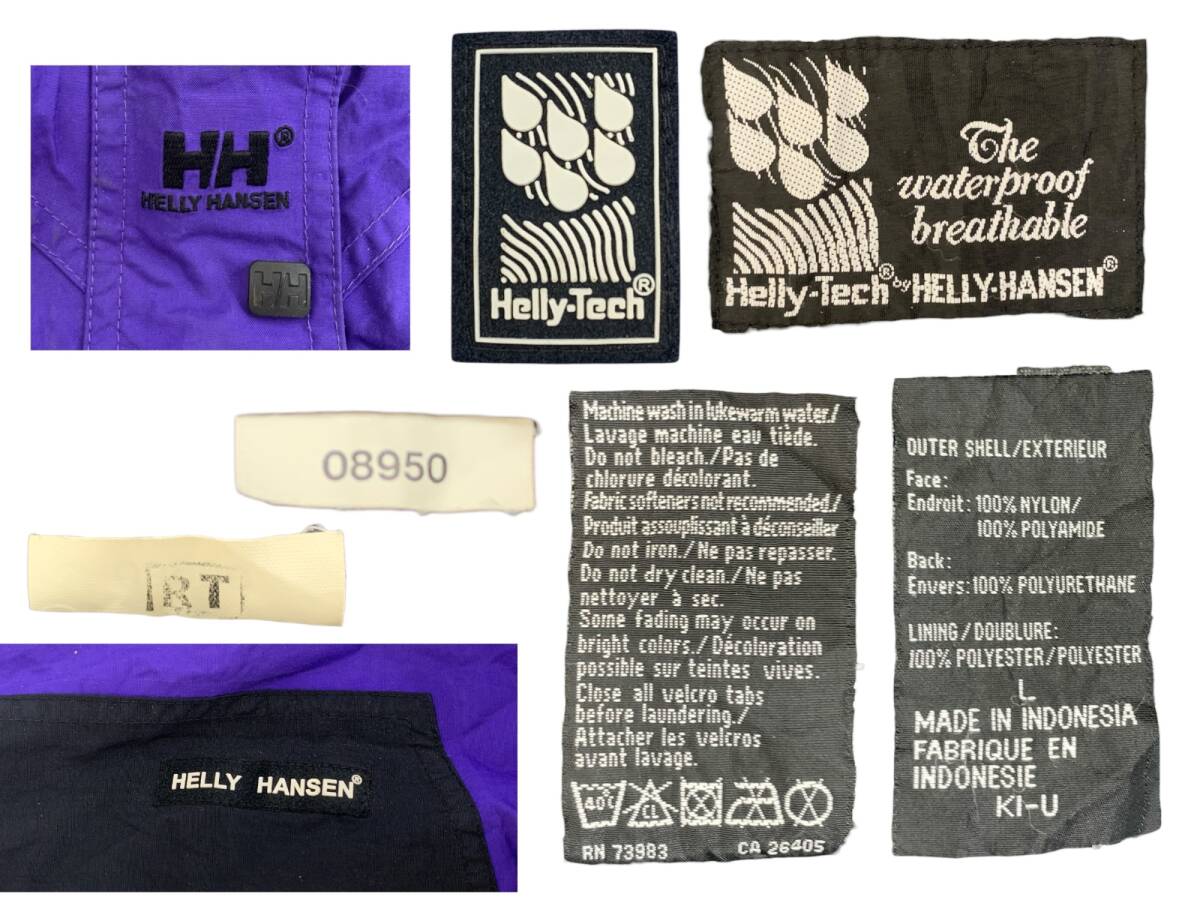 HH®
HELLY HANSEN
HH
Helly-Tech®
The
waterproof
breathable
Helly-Tech® by HELLY-HANSEN®
08950
RT
HELLY HANSEN®
Machine wash in lukewarm water./
Lavage machine eau tiède.
Do not bleach./Pas de
chlorure décolorant.
Fabric softeners not recommended./
Produit assouplissant à déconseiller
Do not iron./Ne pas repasser.
Do not dry clean./Ne pas
nettoyer à sec.
Some fading may occur on
bright colors./Décoloration
possible sur teintes vives.
Close all velcro tabs
before laundering./
Attacher les velcros
avant lavage.
40°C CL
RN 73983 CA 26405
OUTER SHELL/EXTERIEUR
Face:
Endroit: 100% NYLON/
100% POLYAMIDE
Back:
Envers: 100% POLYURETHANE
LINING/DOUBLURE:
100% POLYESTER/POLYESTER
L
MADE IN INDONESIA
FABRIQUE EN
INDONESIE
KI-U